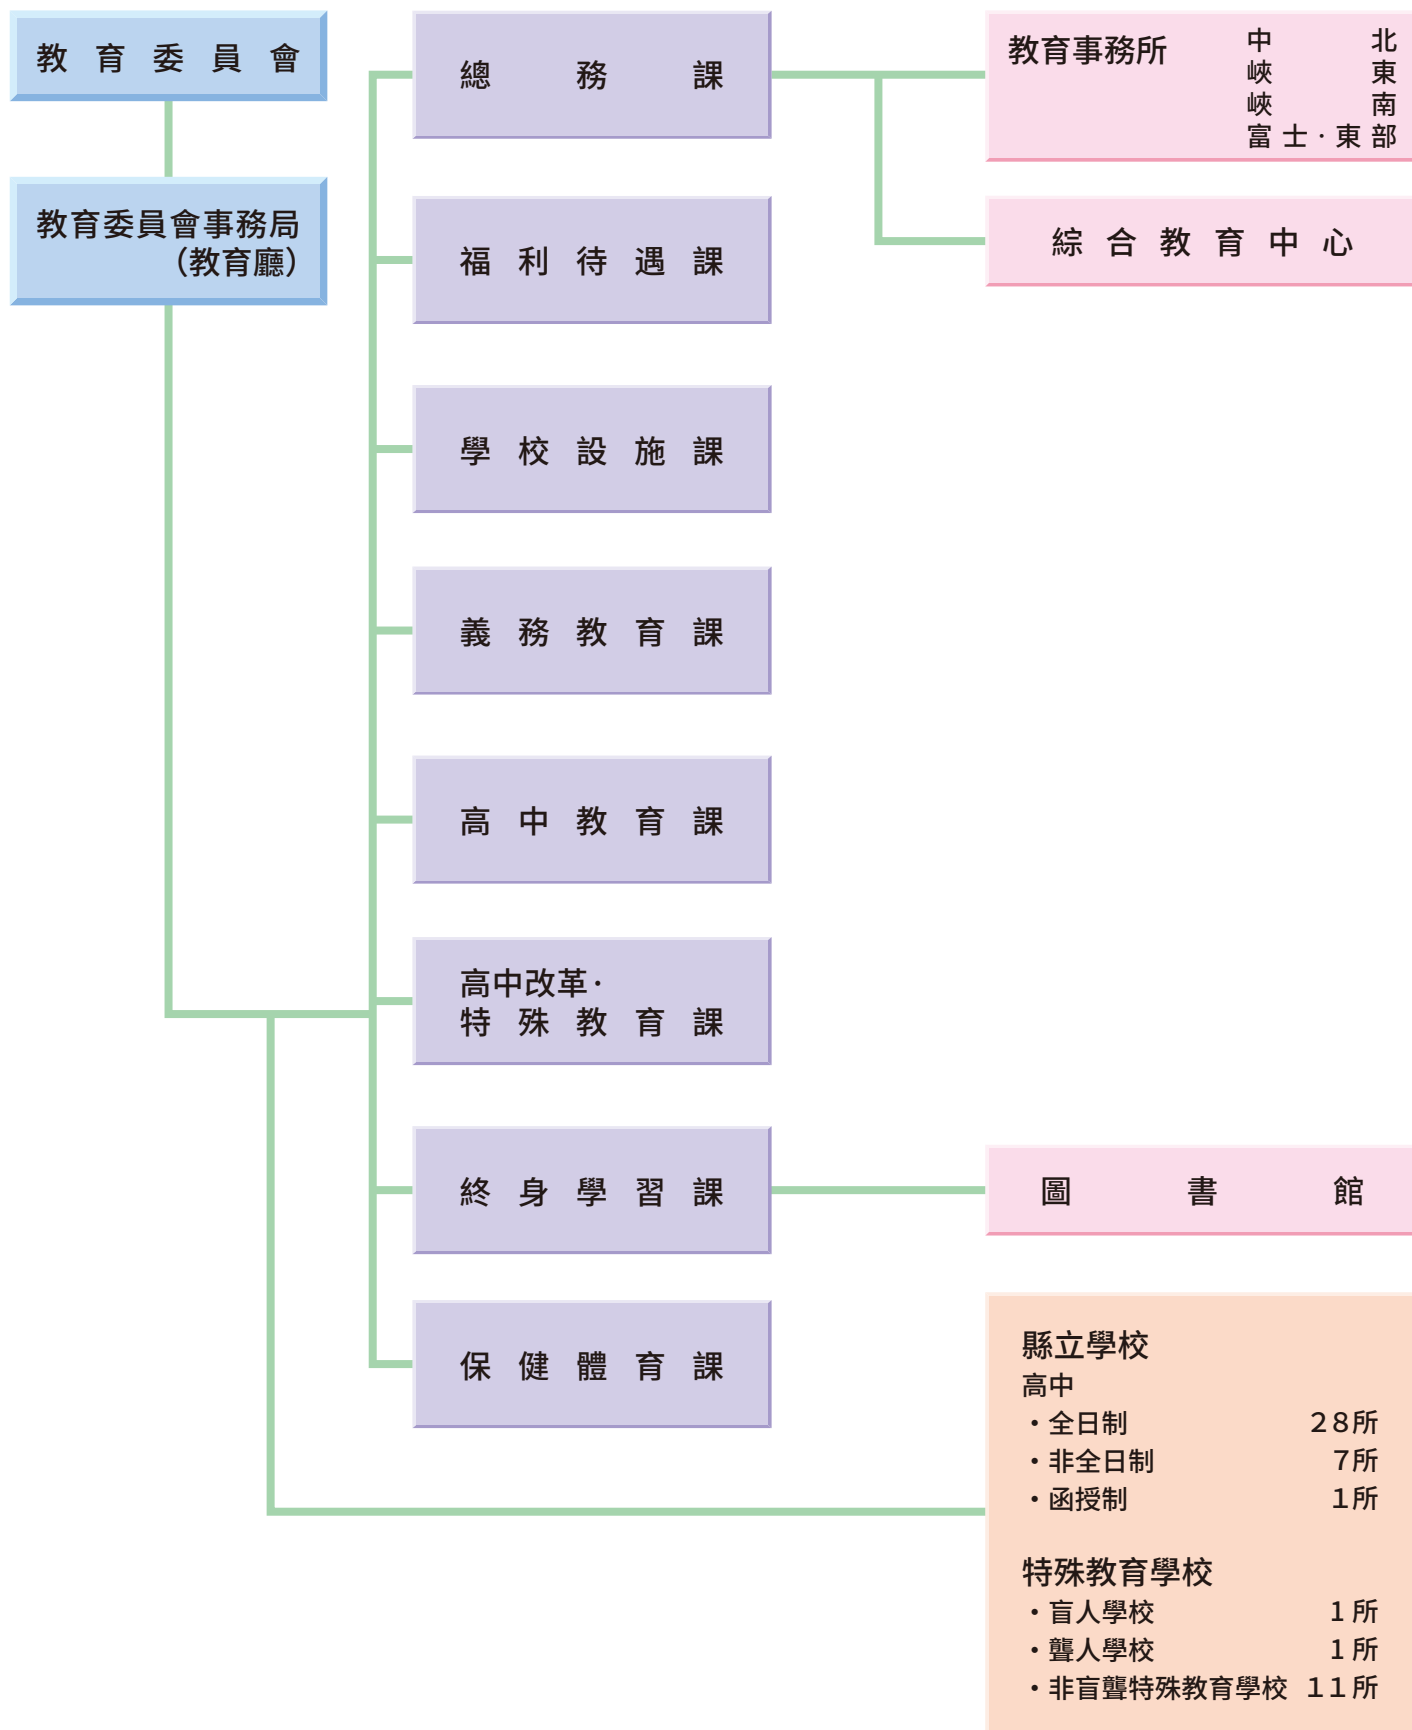 教育委員會
教育委員會事務局
（教育廳）
總務課
福利待遇課
學校設施課
義務教育課
高中教育課
高中改革·
特殊教育課
終身學習課
保健體育課
教育事務所
中北
峽東
峽南
富士·東部
綜合教育中心
圖書館
縣立學校
高中
・全日制 28所
・非全日制 7所
・函授制 1所
特殊教育學校
・盲人學校 1所
・聾人學校 1所
・非盲聾特殊教育學校 11所